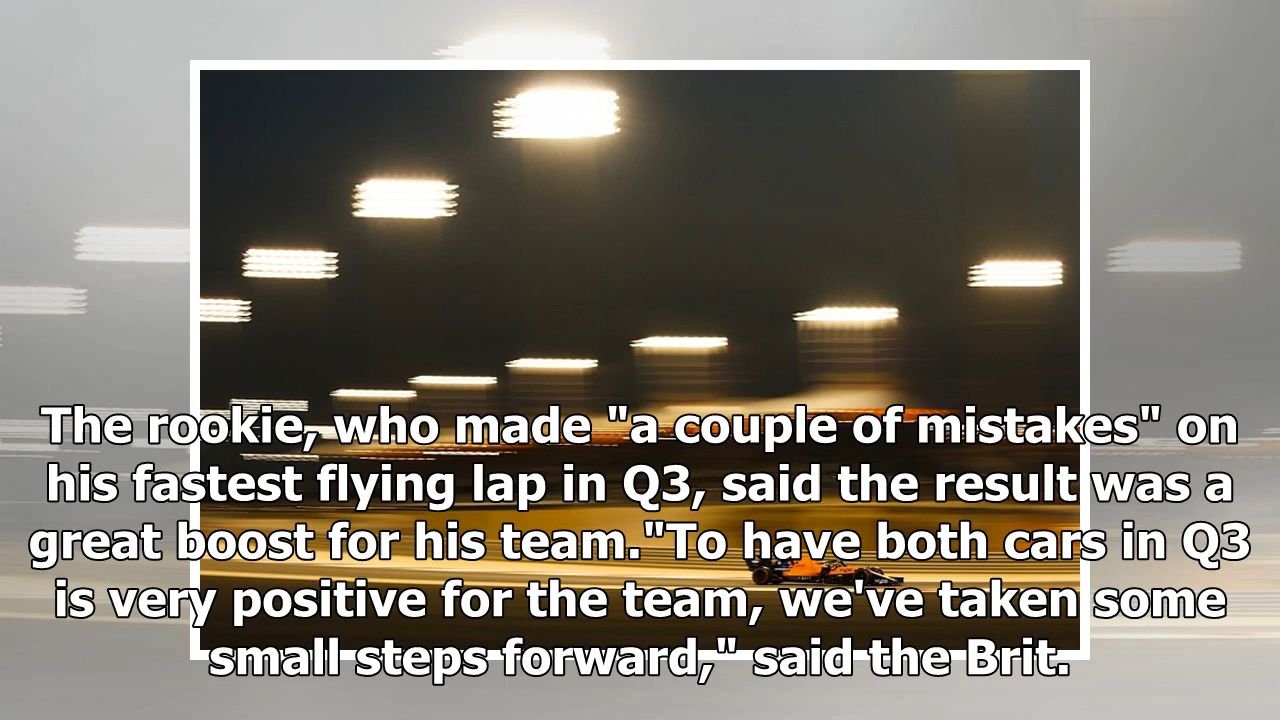 The rookie, who made "a couple of mistakes" on
his fastest flying lap in Q3, said the result was a
great boost for his team."To have both cars in Q3
is very positive for the team, we've taken some
small steps forward," said the Brit.